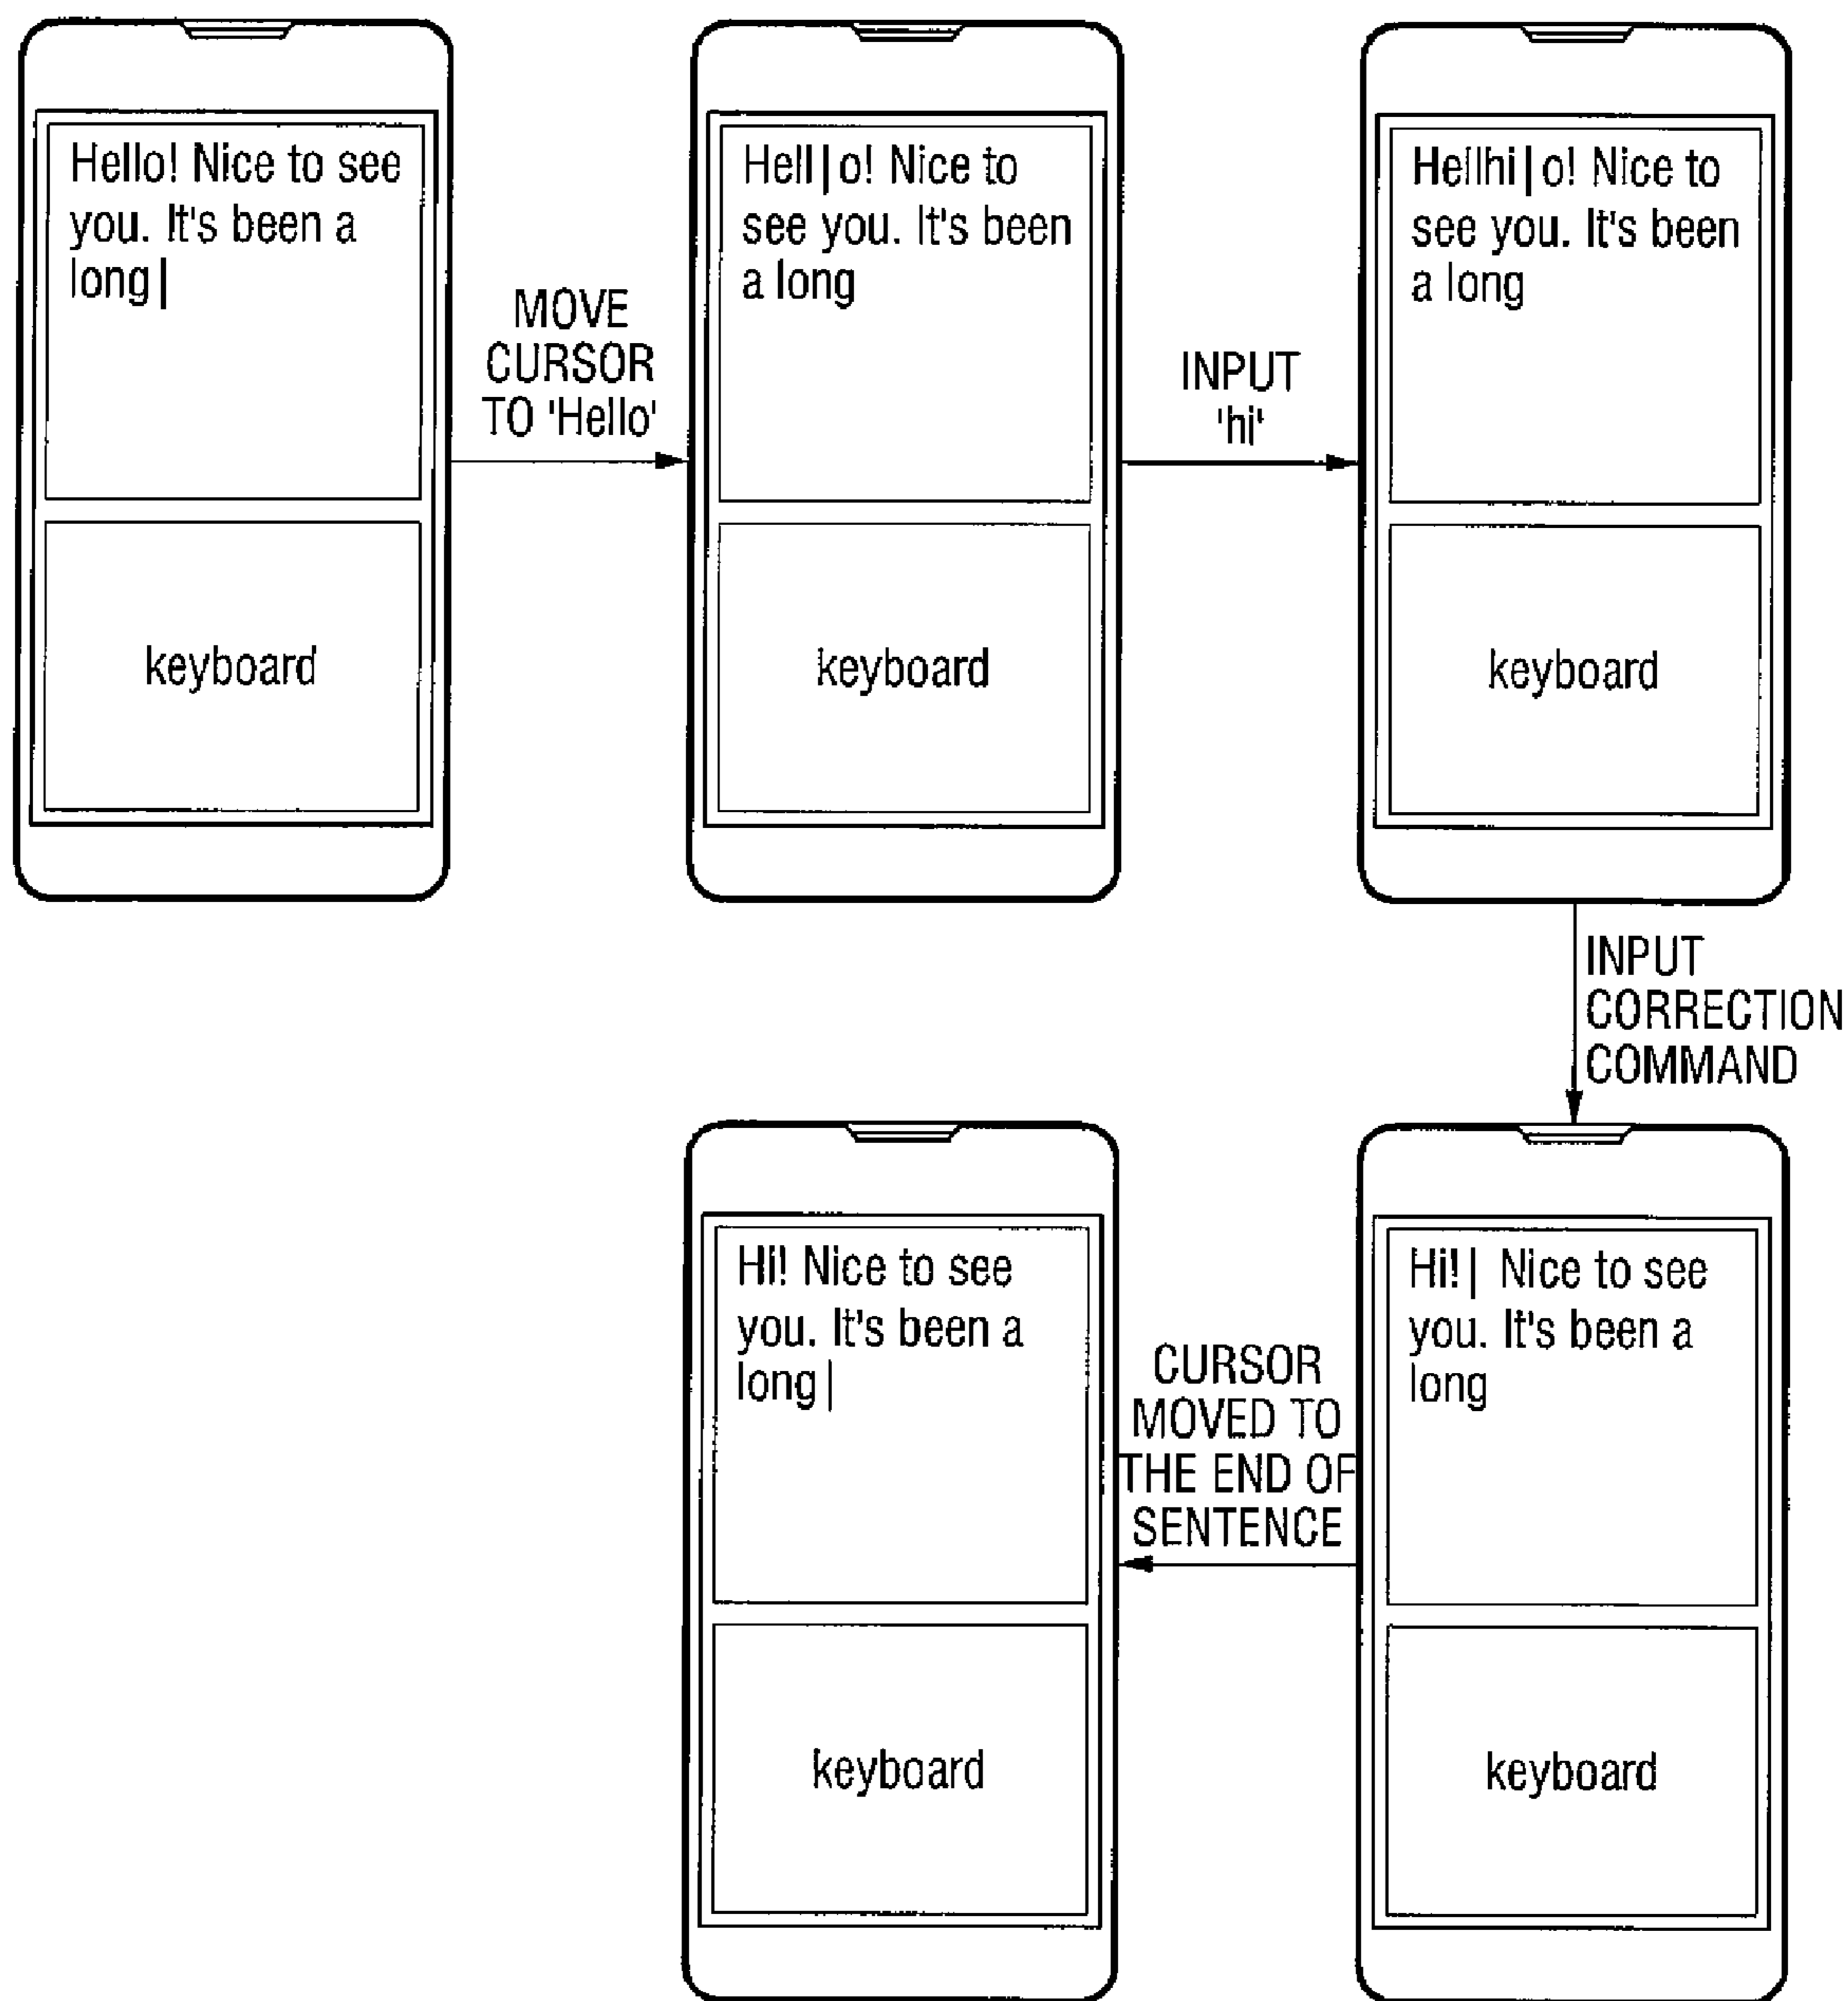 Hello! Nice to see
you. It's been a
long|
keyboard
MOVE
CURSOR
TO 'Hello'
Hell|o! Nice to
see you. It's been
a long
keyboard
INPUT
'hi'
Hellhi|o! Nice to
see you. It's been
a long
keyboard
INPUT
CORRECTION
COMMAND
Hi!| Nice to see
you. It's been a
long
keyboard
CURSOR
MOVED TO
THE END OF
SENTENCE
Hi! Nice to see
you. It's been a
long|
keyboard